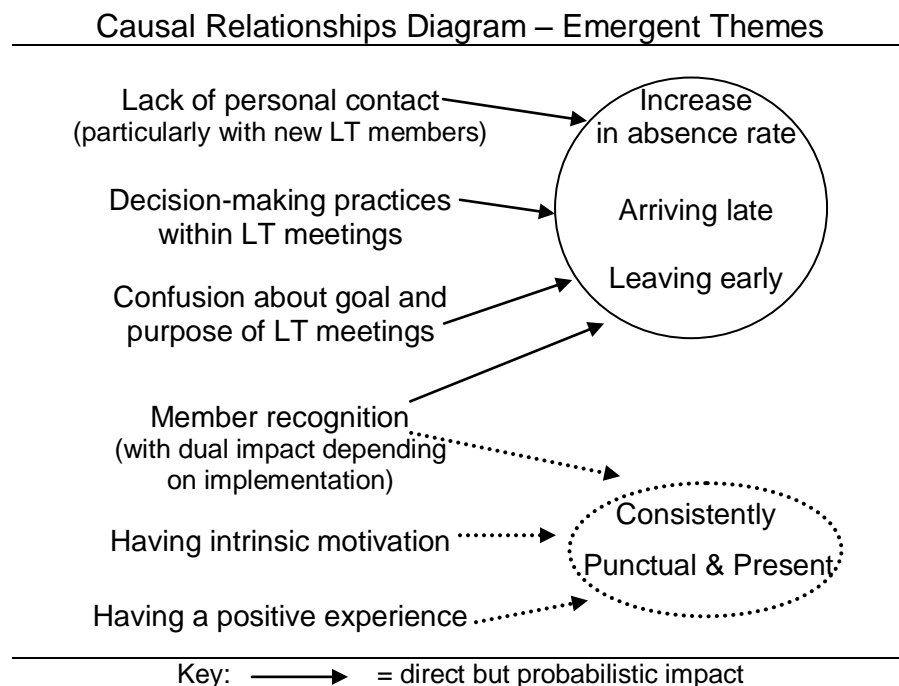 Causal Relationships Diagram – Emergent Themes
Lack of personal contact
(particularly with new LT members)
Increase
in absence rate
Decision-making practices
within LT meetings
Arriving late
Leaving early
Confusion about goal and
purpose of LT meetings
Member recognition
(with dual impact depending
on implementation)
Consistently
Punctual & Present
Having intrinsic motivation
Having a positive experience
Key: = direct but probabilistic impact